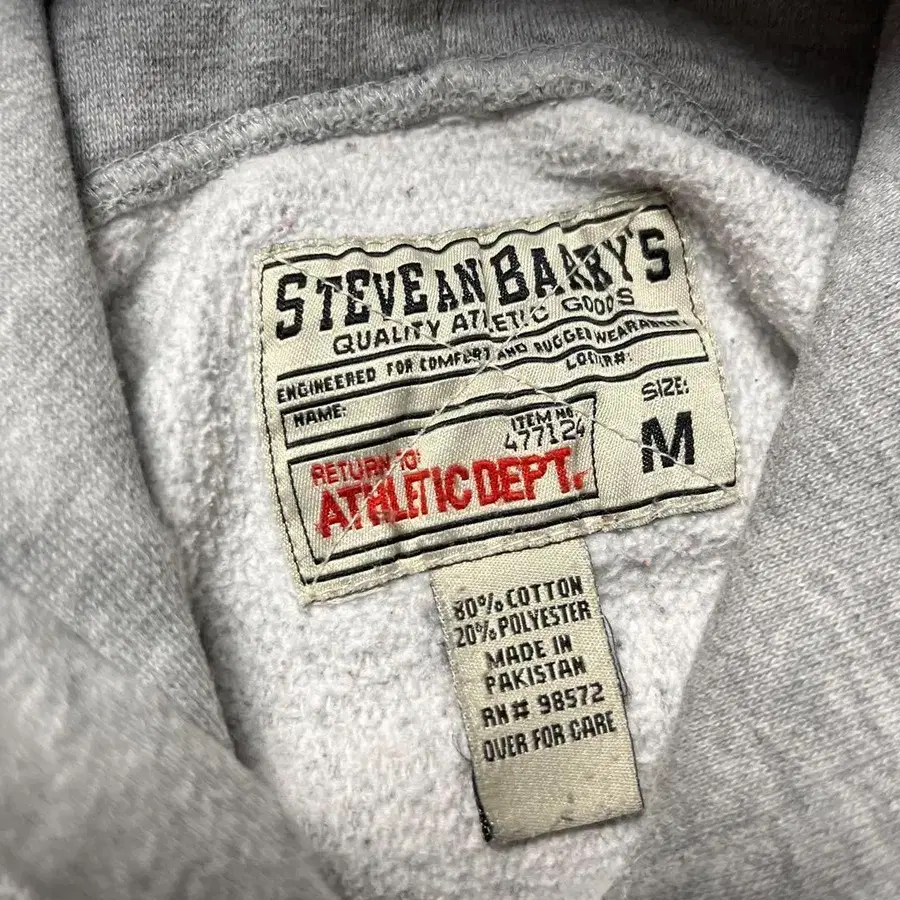 STEVE AN BARRY'S
QUALITY ATHLETIC GOODS
ENGINEERED FOR COMFORT AND RUGGED WEARABILITY
NAME: LOCKER#:
ITEM NO. SIZE:
477124 M
RETURN TO:
ATHLETIC DEPT.
80% COTTON
20% POLYESTER
MADE IN
PAKISTAN
RN# 98572
OVER FOR CARE